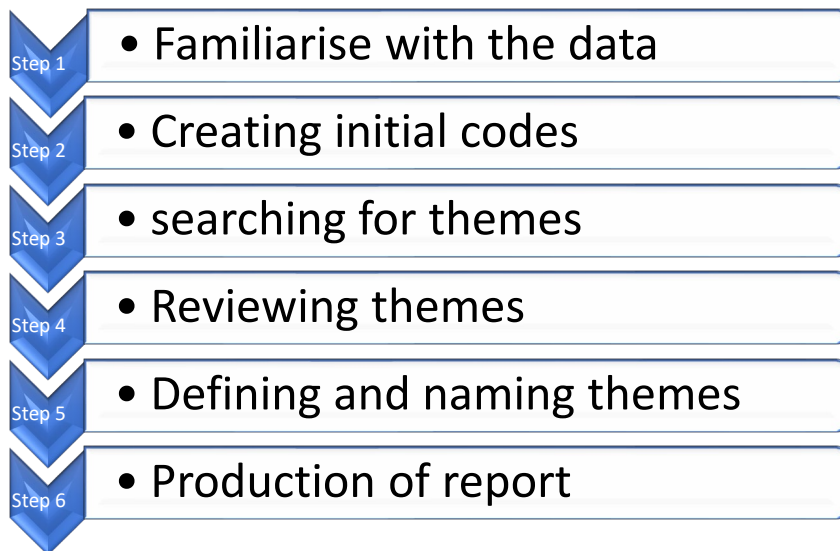 Step 1
• Familiarise with the data
Step 2
• Creating initial codes
Step 3
• searching for themes
Step 4
• Reviewing themes
Step 5
• Defining and naming themes
Step 6
• Production of report